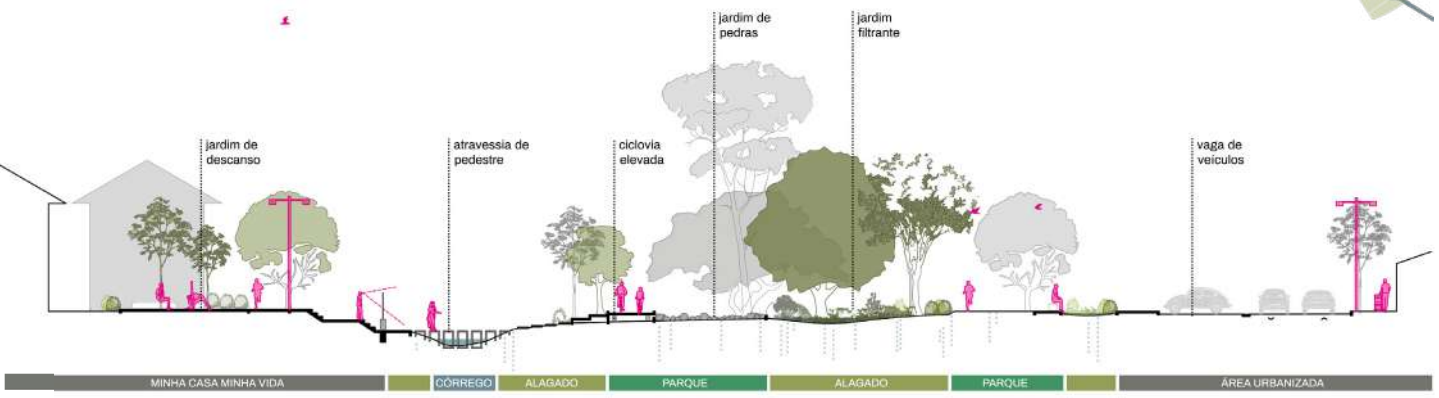 jardim de
pedras
jardim
filtrante
jardim de
descanso
atravessia de
pedestre
ciclovia
elevada
vaga de
veículos
MINHA CASA MINHA VIDA
CÓRREGO
ALAGADO
PARQUE
ALAGADO
PARQUE
ÁREA URBANIZADA